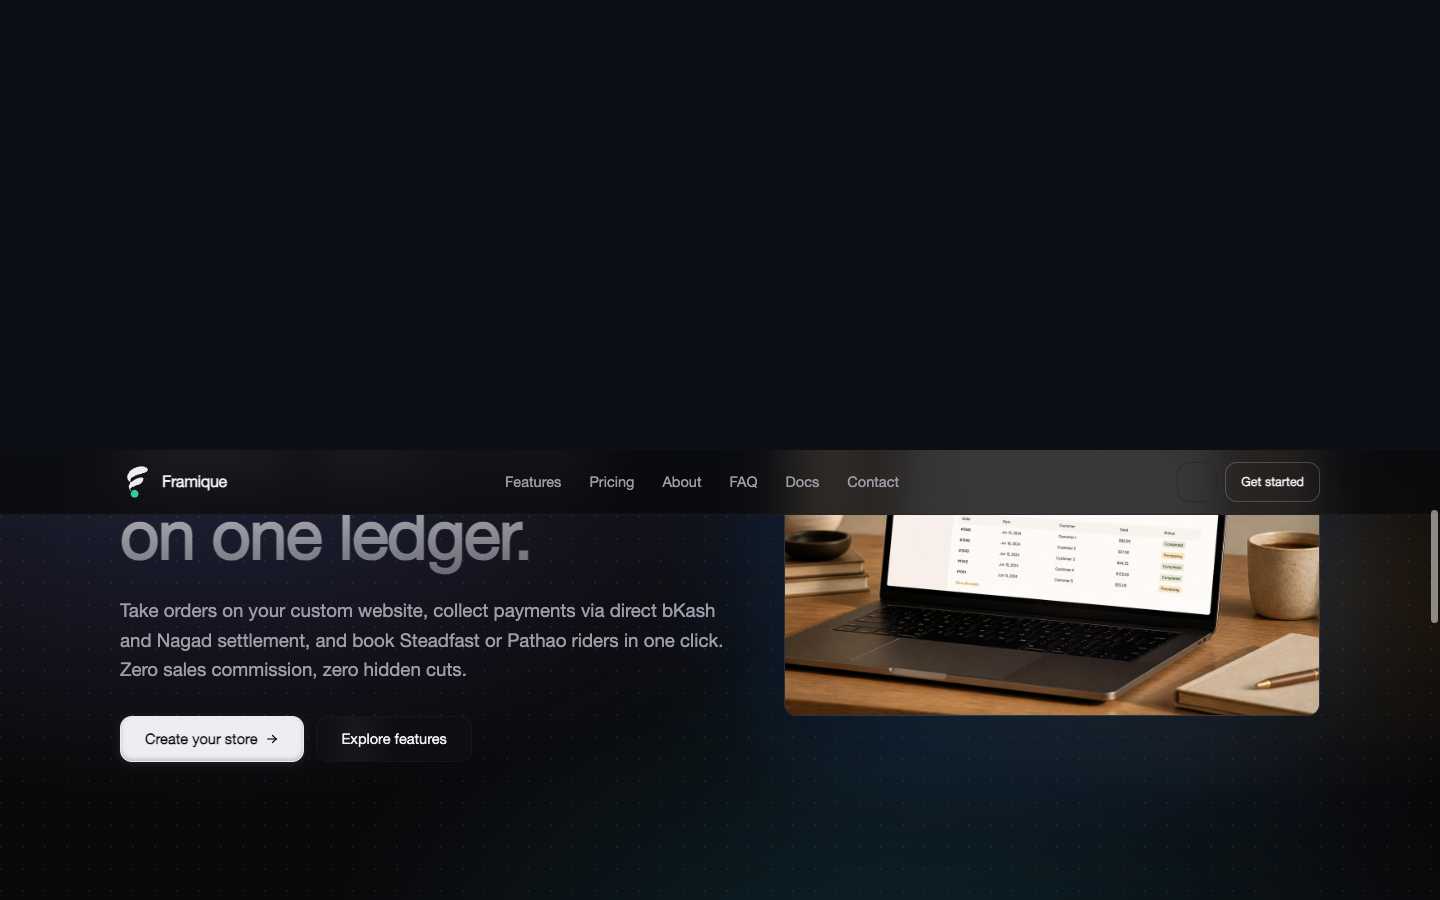 Framique
Features
Pricing
About
FAQ
Docs
Contact
Get started
on one ledger.
Take orders on your custom website, collect payments via direct bKash
and Nagad settlement, and book Steadfast or Pathao riders in one click.
Zero sales commission, zero hidden cuts.
Create your store →
Explore features